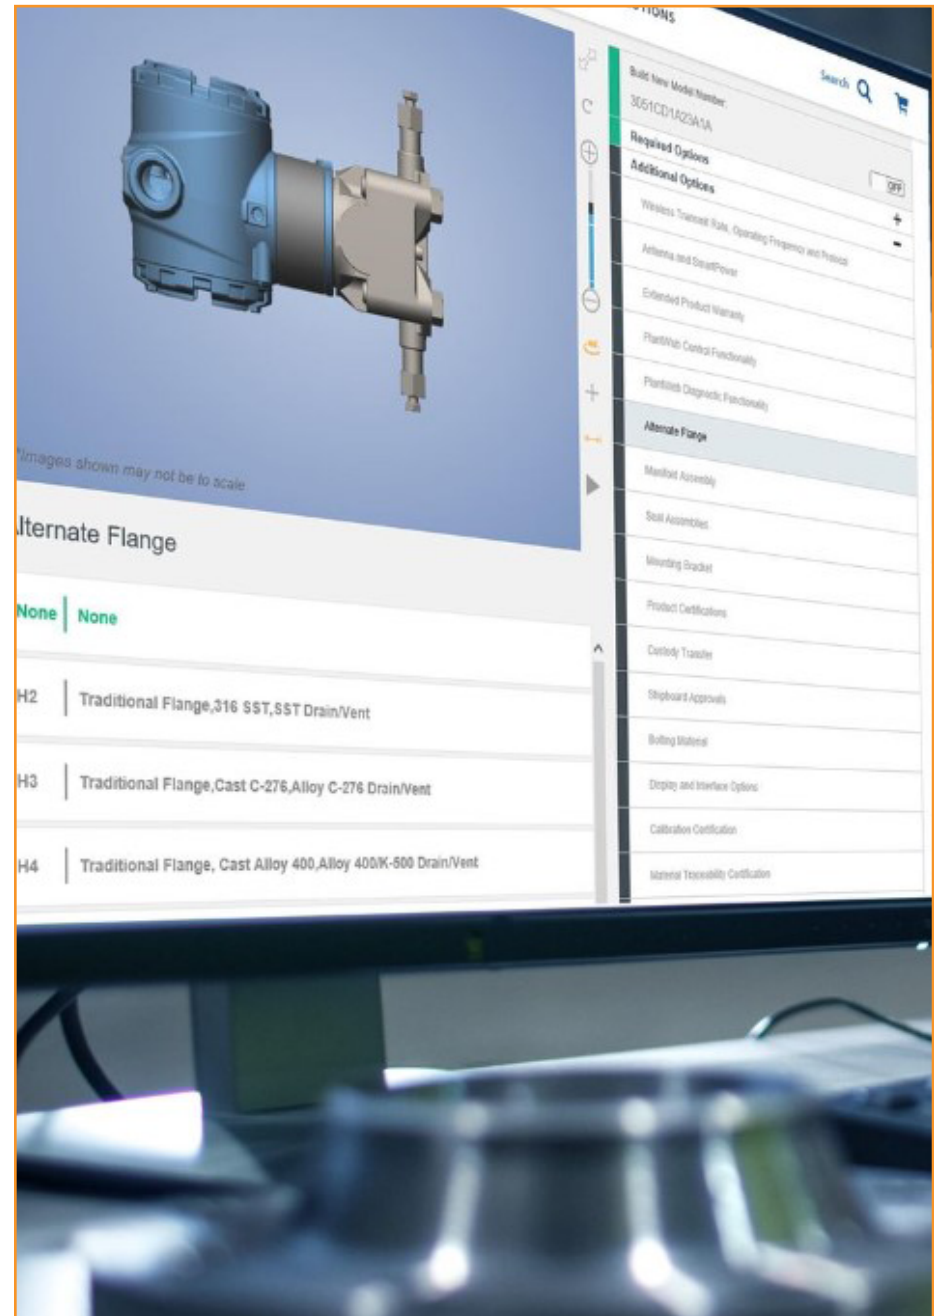 Search
Build New Model Number:
3051CD1A23A1A
OFF
Required Options
+
Additional Options
-
Wireless Transmit Rate, Operating Frequency and Protocol
Antenna and SmartPower
Extended Product Warranty
PlantWeb Control Functionality
PlantWeb Diagnostic Functionality
Alternate Flange
Manifold Assembly
Seal Assemblies
Mounting Bracket
Product Certifications
Custody Transfer
Shipboard Approvals
Bolting Material
Display and Interface Options
Calibration Certification
Material Traceability Certification
*Images shown may not be to scale
lternate Flange
None None
H2 Traditional Flange,316 SST,SST Drain/Vent
H3 Traditional Flange,Cast C-276,Alloy C-276 Drain/Vent
H4 Traditional Flange, Cast Alloy 400,Alloy 400/K-500 Drain/Vent